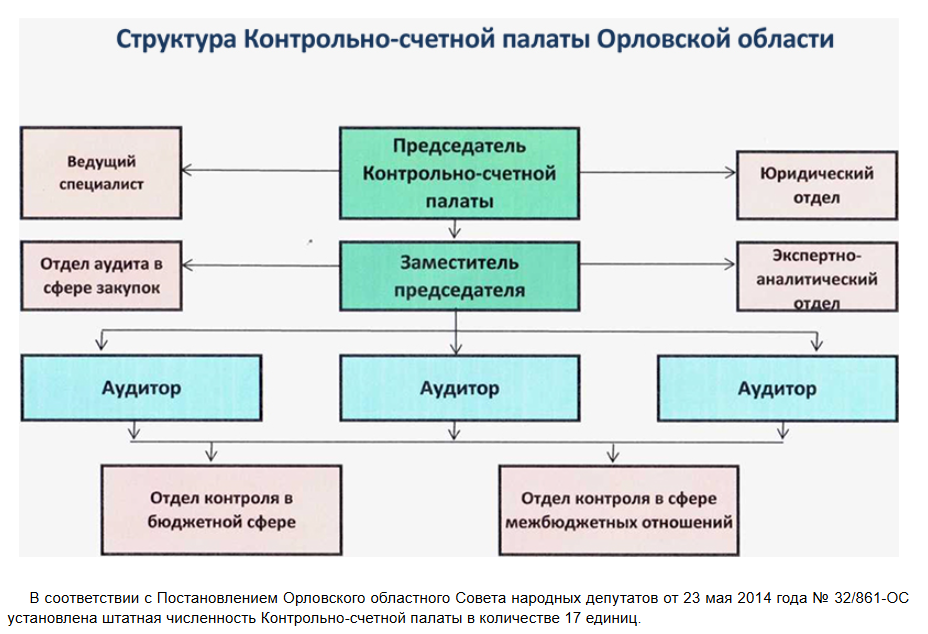 Структура Контрольно-счетной палаты Орловской области
Ведущий
специалист
Председатель
Контрольно-счетной
палаты
Юридический
отдел
Отдел аудита в
сфере закупок
Заместитель
председателя
Экспертно-
аналитический
отдел
Аудитор
Аудитор
Аудитор
Отдел контроля в
бюджетной сфере
Отдел контроля в сфере
межбюджетных отношений
В соответствии с Постановлением Орловского областного Совета народных депутатов от 23 мая 2014 года № 32/861-ОС
установлена штатная численность Контрольно-счетной палаты в количестве 17 единиц.